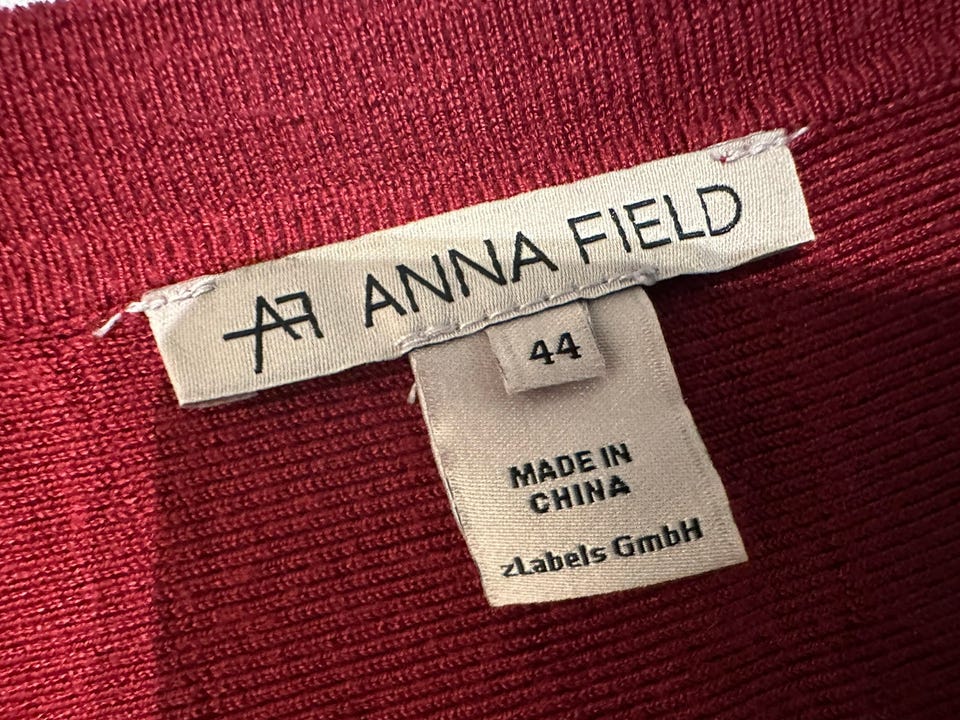 AF ANNA FIELD
44
MADE IN
CHINA
zLabels GmbH